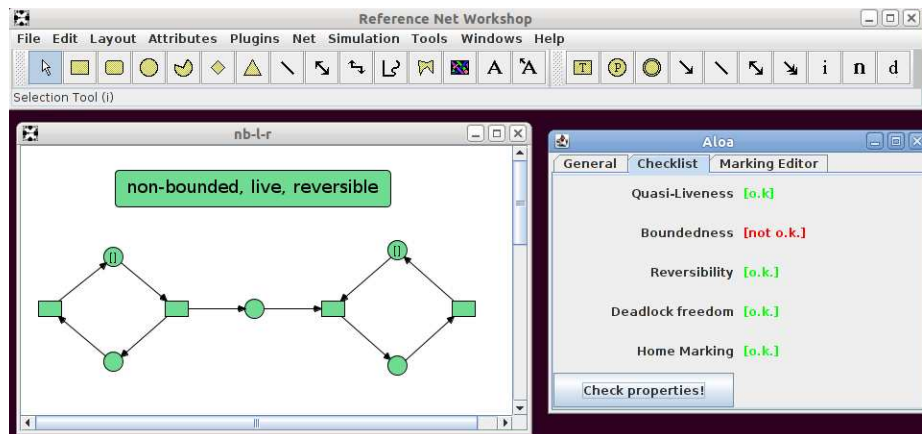 Reference Net Workshop
File Edit Layout Attributes Plugins Net Simulation Tools Windows Help
A A T P i n d
Selection Tool (i)
nb-l-r
non-bounded, live, reversible
[]
[]
Aloa
General Checklist Marking Editor
Quasi-Liveness [o.k]
Boundedness [not o.k.]
Reversibility [o.k.]
Deadlock freedom [o.k.]
Home Marking [o.k.]
Check properties!